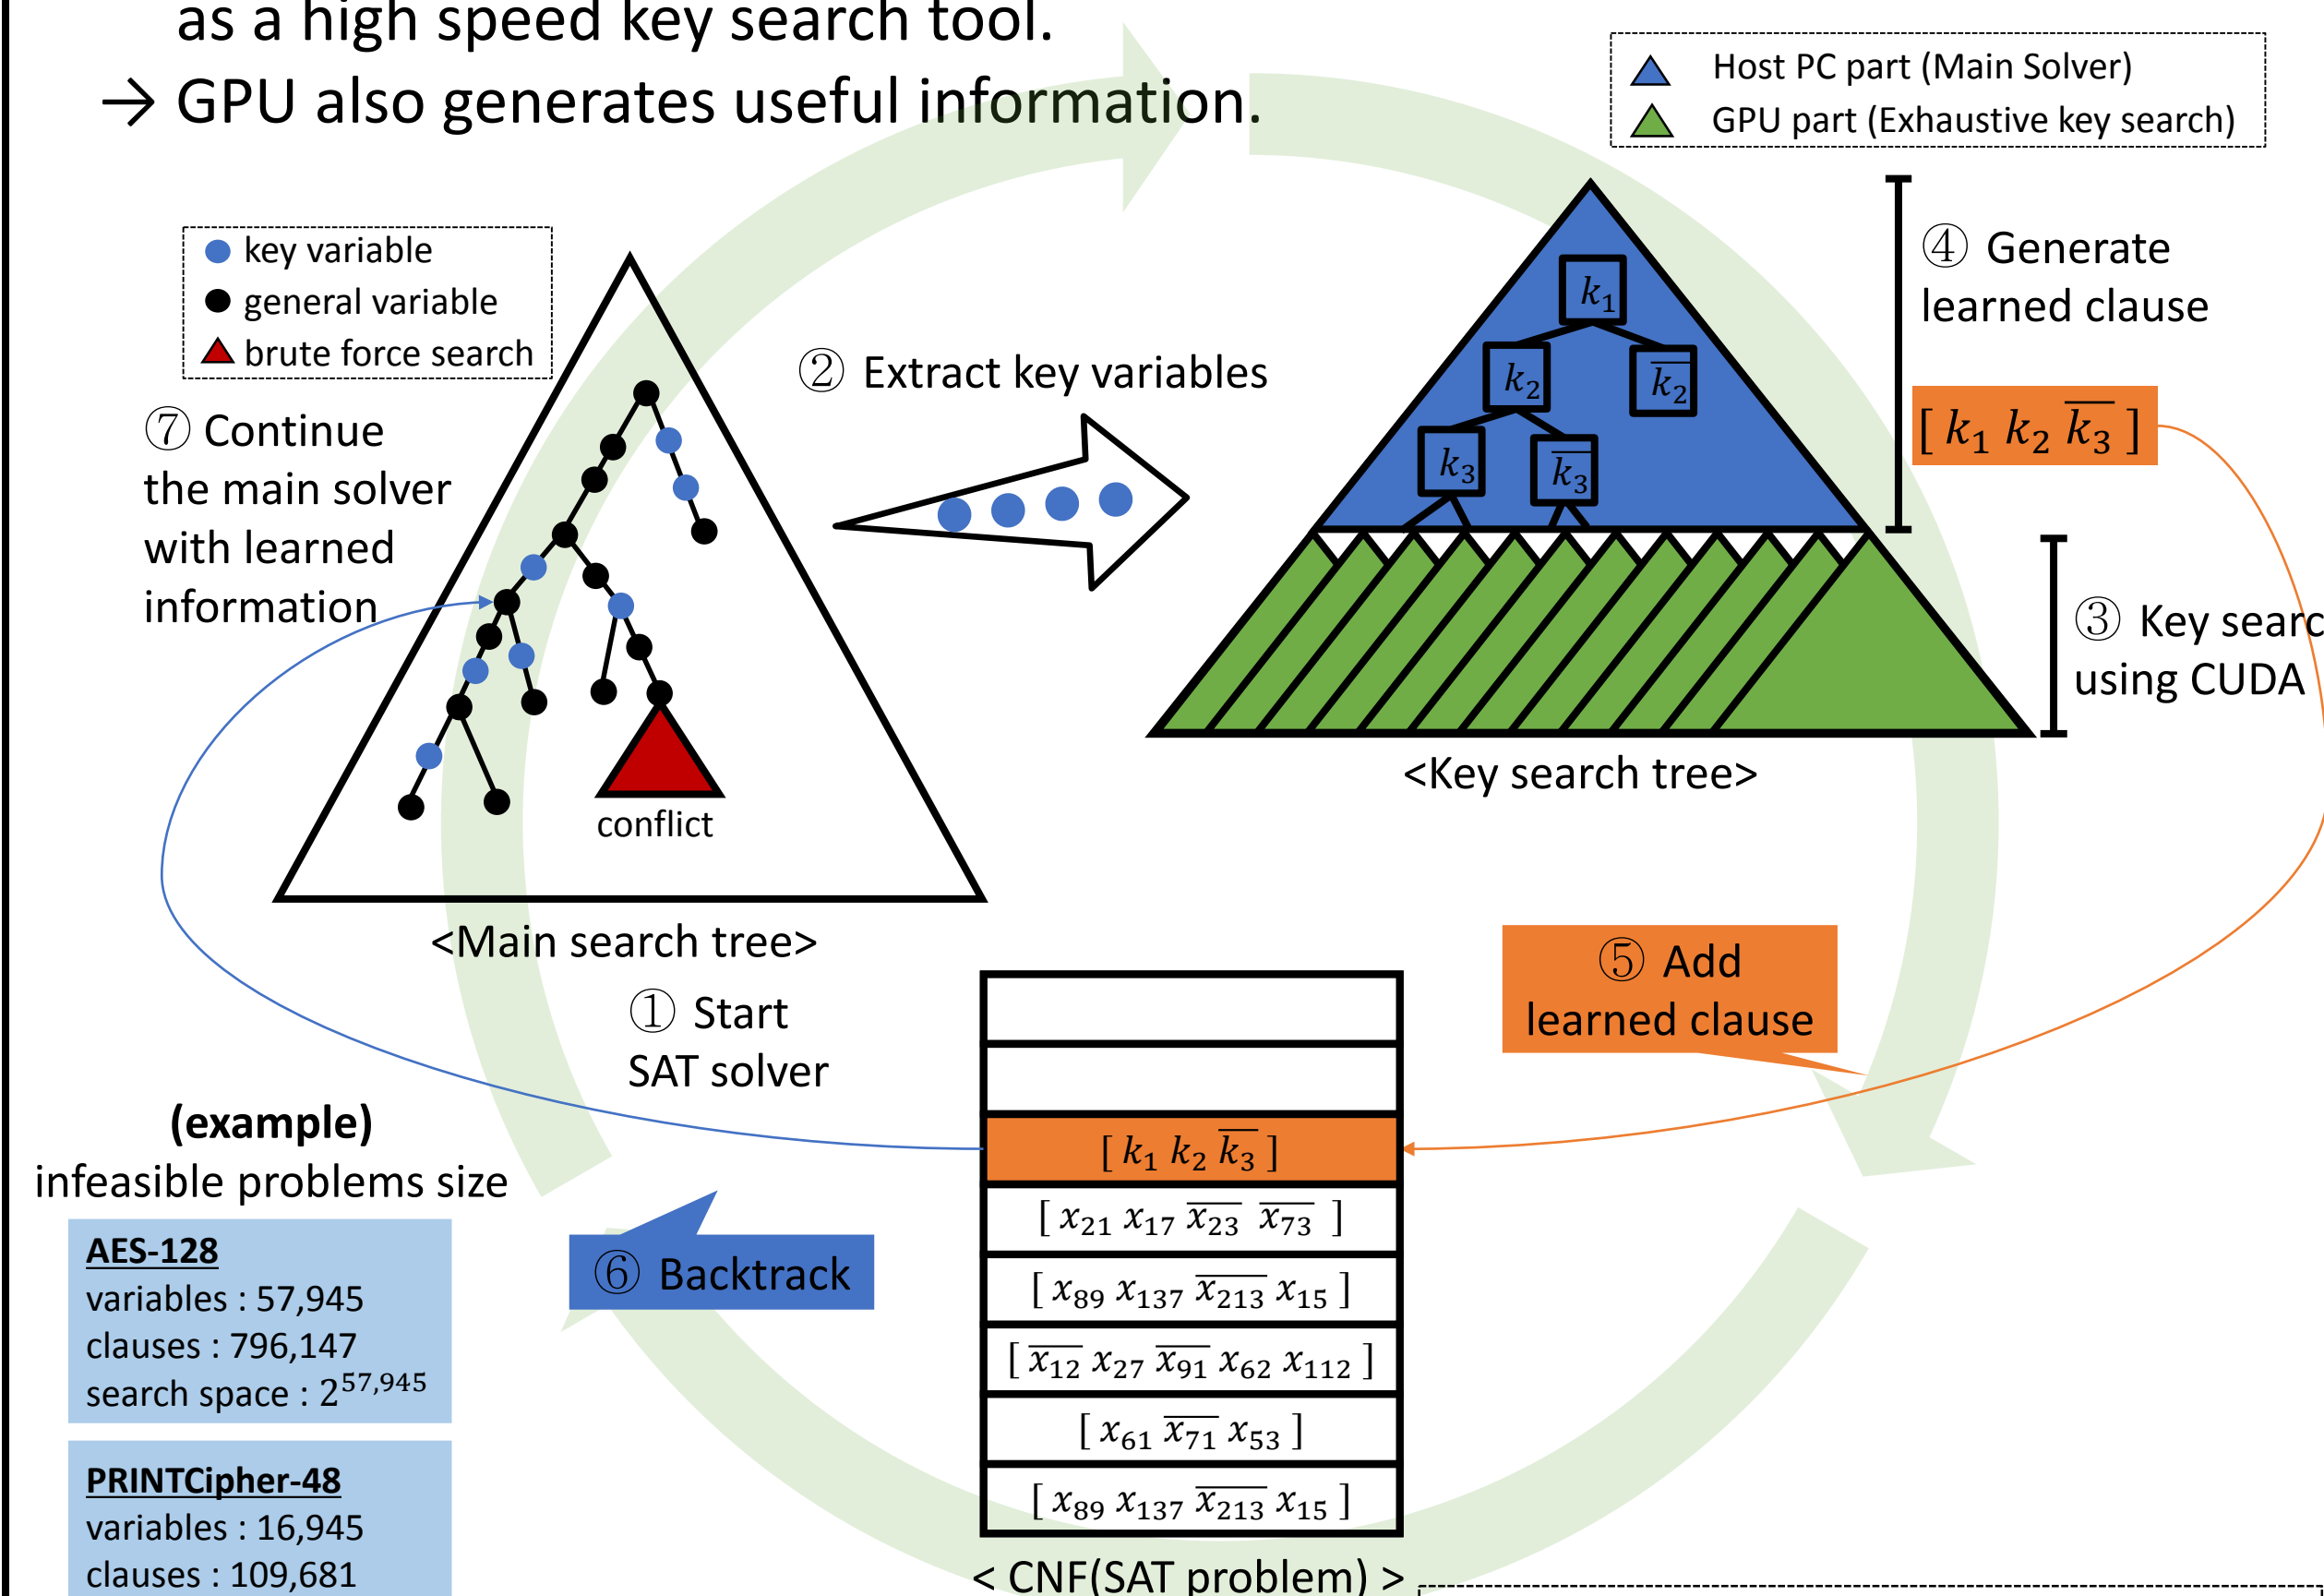 as a high speed key search tool.
→ GPU also generates useful information.
Host PC part (Main Solver)
GPU part (Exhaustive key search)
key variable
general variable
brute force search
⑦ Continue
the main solver
with learned
information
② Extract key variables
k₁
k₂ k̅₂
k₃ k̅₃
④ Generate
learned clause
[ k₁ k₂ k̅₃ ]
③ Key searc
using CUDA
conflict
<Main search tree>
<Key search tree>
① Start
SAT solver
⑤ Add
learned clause
⑥ Backtrack
[ k₁ k₂ k̅₃ ]
[ x₂₁ x₁₇ x̅₂₃ x̅₇₃ ]
[ x₈₉ x₁₃₇ x̅₂₁₃ x₁₅ ]
[ x̅₁₂ x₂₇ x̅₉₁ x₆₂ x₁₁₂ ]
[ x₆₁ x̅₇₁ x₅₃ ]
[ x₈₉ x₁₃₇ x̅₂₁₃ x₁₅ ]
< CNF(SAT problem) >
(example)
infeasible problems size
AES-128
variables : 57,945
clauses : 796,147
search space : 2^57,945
PRINTCipher-48
variables : 16,945
clauses : 109,681